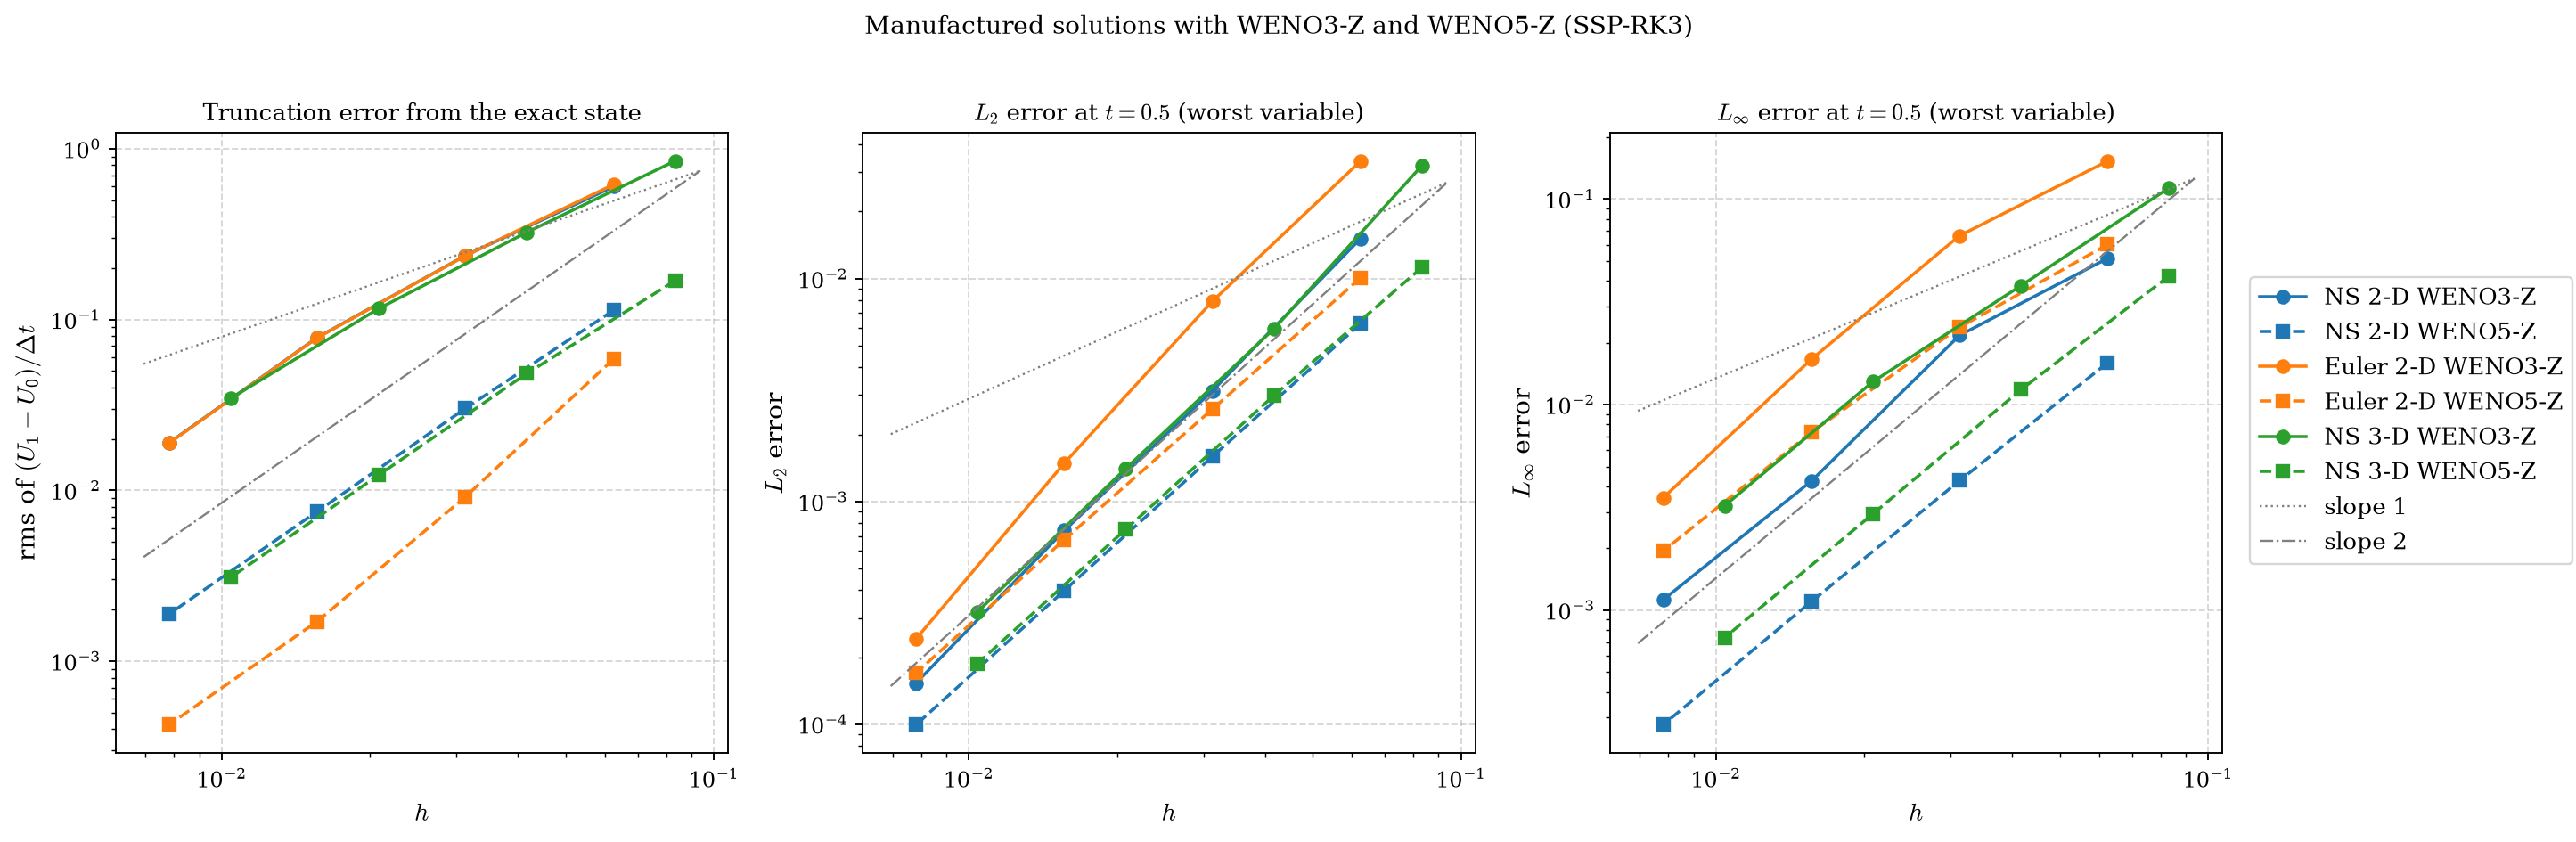 Manufactured solutions with WENO3-Z and WENO5-Z (SSP-RK3)
Truncation error from the exact state
rms of (U₁ − U₀)/Δt
10⁰
10⁻¹
10⁻²
10⁻³
10⁻²
10⁻¹
h
L₂ error at t = 0.5 (worst variable)
L₂ error
10⁻²
10⁻³
10⁻⁴
10⁻²
10⁻¹
h
L∞ error at t = 0.5 (worst variable)
L∞ error
10⁻¹
10⁻²
10⁻³
10⁻²
10⁻¹
h
NS 2-D WENO3-Z
NS 2-D WENO5-Z
Euler 2-D WENO3-Z
Euler 2-D WENO5-Z
NS 3-D WENO3-Z
NS 3-D WENO5-Z
slope 1
slope 2